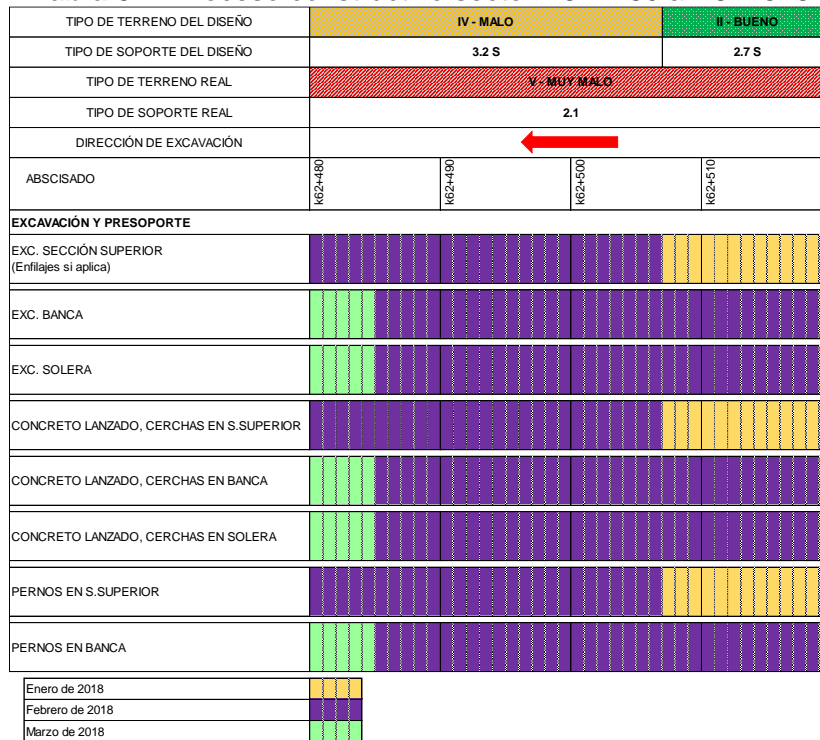 TIPO DE TERRENO DEL DISEÑO IV - MALO II - BUENO
TIPO DE SOPORTE DEL DISEÑO 3.2 S 2.7 S
TIPO DE TERRENO REAL V - MUY MALO
TIPO DE SOPORTE REAL 2.1
DIRECCIÓN DE EXCAVACIÓN
ABSCISADO k62+480 k62+490 k62+500 k62+510
EXCAVACIÓN Y PRESOPORTE
EXC. SECCIÓN SUPERIOR
(Enfilajes si aplica)
EXC. BANCA
EXC. SOLERA
CONCRETO LANZADO, CERCHAS EN S.SUPERIOR
CONCRETO LANZADO, CERCHAS EN BANCA
CONCRETO LANZADO, CERCHAS EN SOLERA
PERNOS EN S.SUPERIOR
PERNOS EN BANCA
Enero de 2018
Febrero de 2018
Marzo de 2018